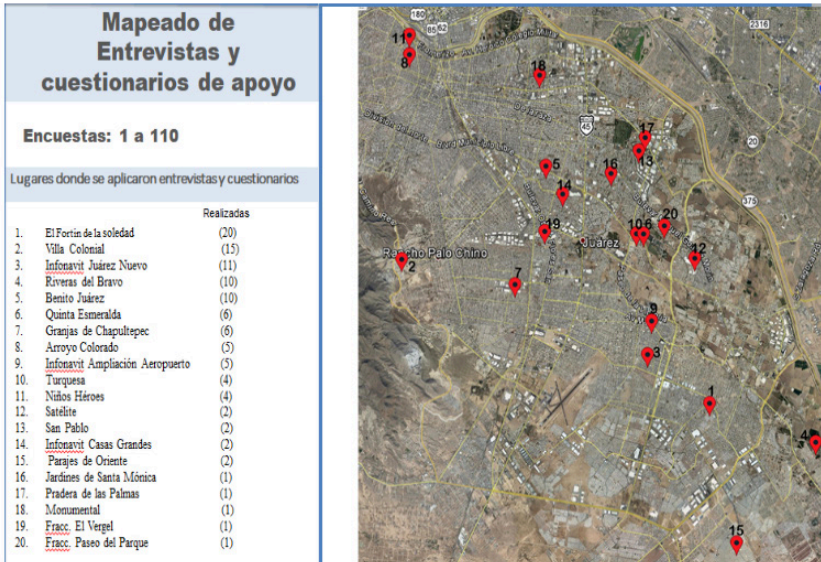 Mapeado de
Entrevistas y
cuestionarios de apoyo
Encuestas: 1 a 110
Lugares donde se aplicaron entrevistas y cuestionarios
Realizadas
1. El Fortin de la soledad (20)
2. Villa Colonial (15)
3. Infonavit Juárez Nuevo (11)
4. Riveras del Bravo (10)
5. Benito Juárez (10)
6. Quinta Esmeralda (6)
7. Granjas de Chapultepec (6)
8. Arroyo Colorado (5)
9. Infonavit Ampliación Aeropuerto (5)
10. Turquesa (4)
11. Niños Héroes (4)
12. Satélite (2)
13. San Pablo (2)
14. Infonavit Casas Grandes (2)
15. Parajes de Oriente (2)
16. Jardines de Santa Mónica (1)
17. Pradera de las Palmas (1)
18. Monumental (1)
19. Fracc. El Vergel (1)
20. Fracc. Paseo del Parque (1)
180
85 62
2316
11
8
18
45
17
13
20
5
16
14
375
19
10 6
20
Juárez
12
Rancho Palo Chino
2
7
9
3
1
4
15